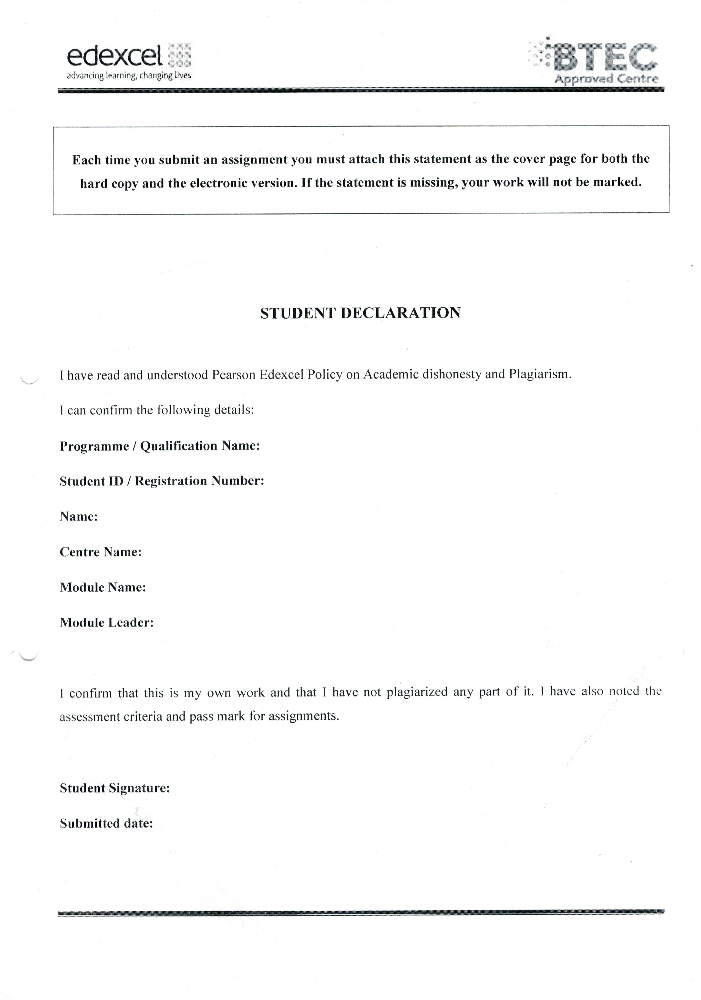 edexcel
advancing learning, changing lives
BTEC
Approved Centre
Each time you submit an assignment you must attach this statement as the cover page for both the
hard copy and the electronic version. If the statement is missing, your work will not be marked.
STUDENT DECLARATION
I have read and understood Pearson Edexcel Policy on Academic dishonesty and Plagiarism.
I can confirm the following details:
Programme / Qualification Name:
Student ID / Registration Number:
Name:
Centre Name:
Module Name:
Module Leader:
I confirm that this is my own work and that I have not plagiarized any part of it. I have also noted the
assessment criteria and pass mark for assignments.
Student Signature:
Submitted date: